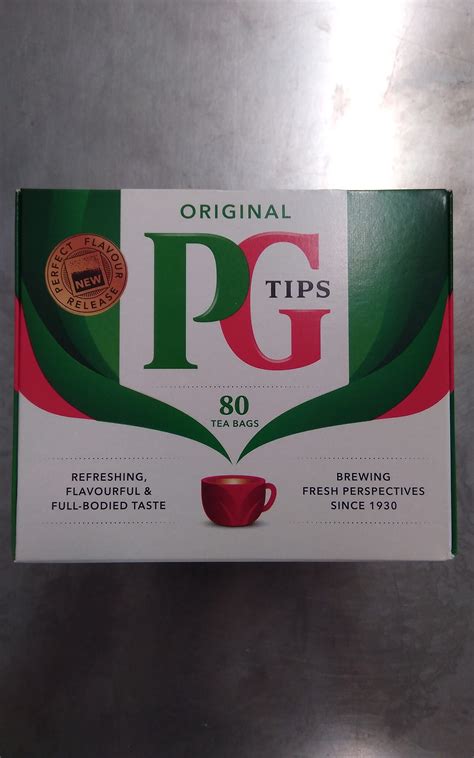 ORIGINAL
PG
TIPS
PERFECT FLAVOUR
NEW
RELEASE
80
TEA BAGS
REFRESHING,
FLAVOURFUL &
FULL-BODIED TASTE
BREWING
FRESH PERSPECTIVES
SINCE 1930